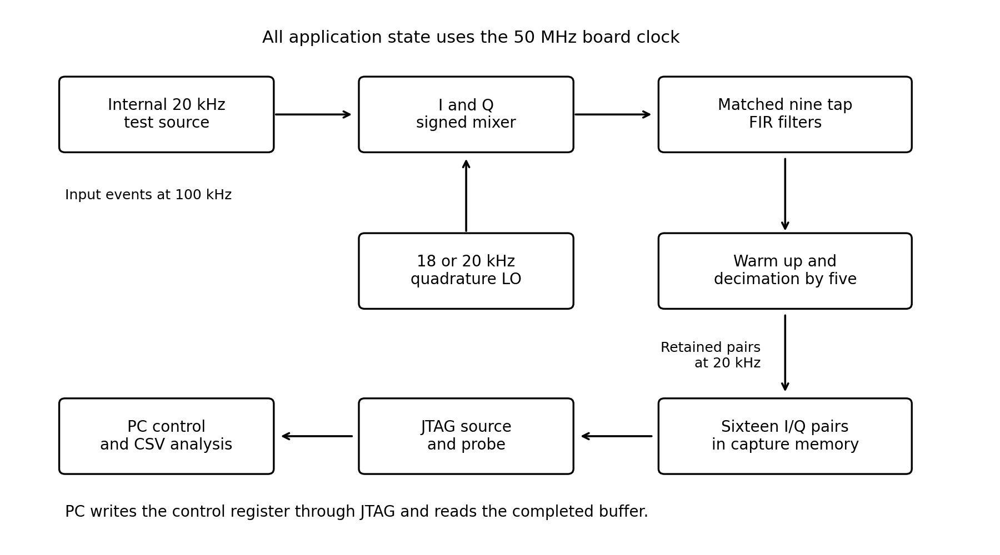 All application state uses the 50 MHz board clock
Internal 20 kHz
test source
I and Q
signed mixer
Matched nine tap
FIR filters
Input events at 100 kHz
18 or 20 kHz
quadrature LO
Warm up and
decimation by five
Retained pairs
at 20 kHz
PC control
and CSV analysis
JTAG source
and probe
Sixteen I/Q pairs
in capture memory
PC writes the control register through JTAG and reads the completed buffer.